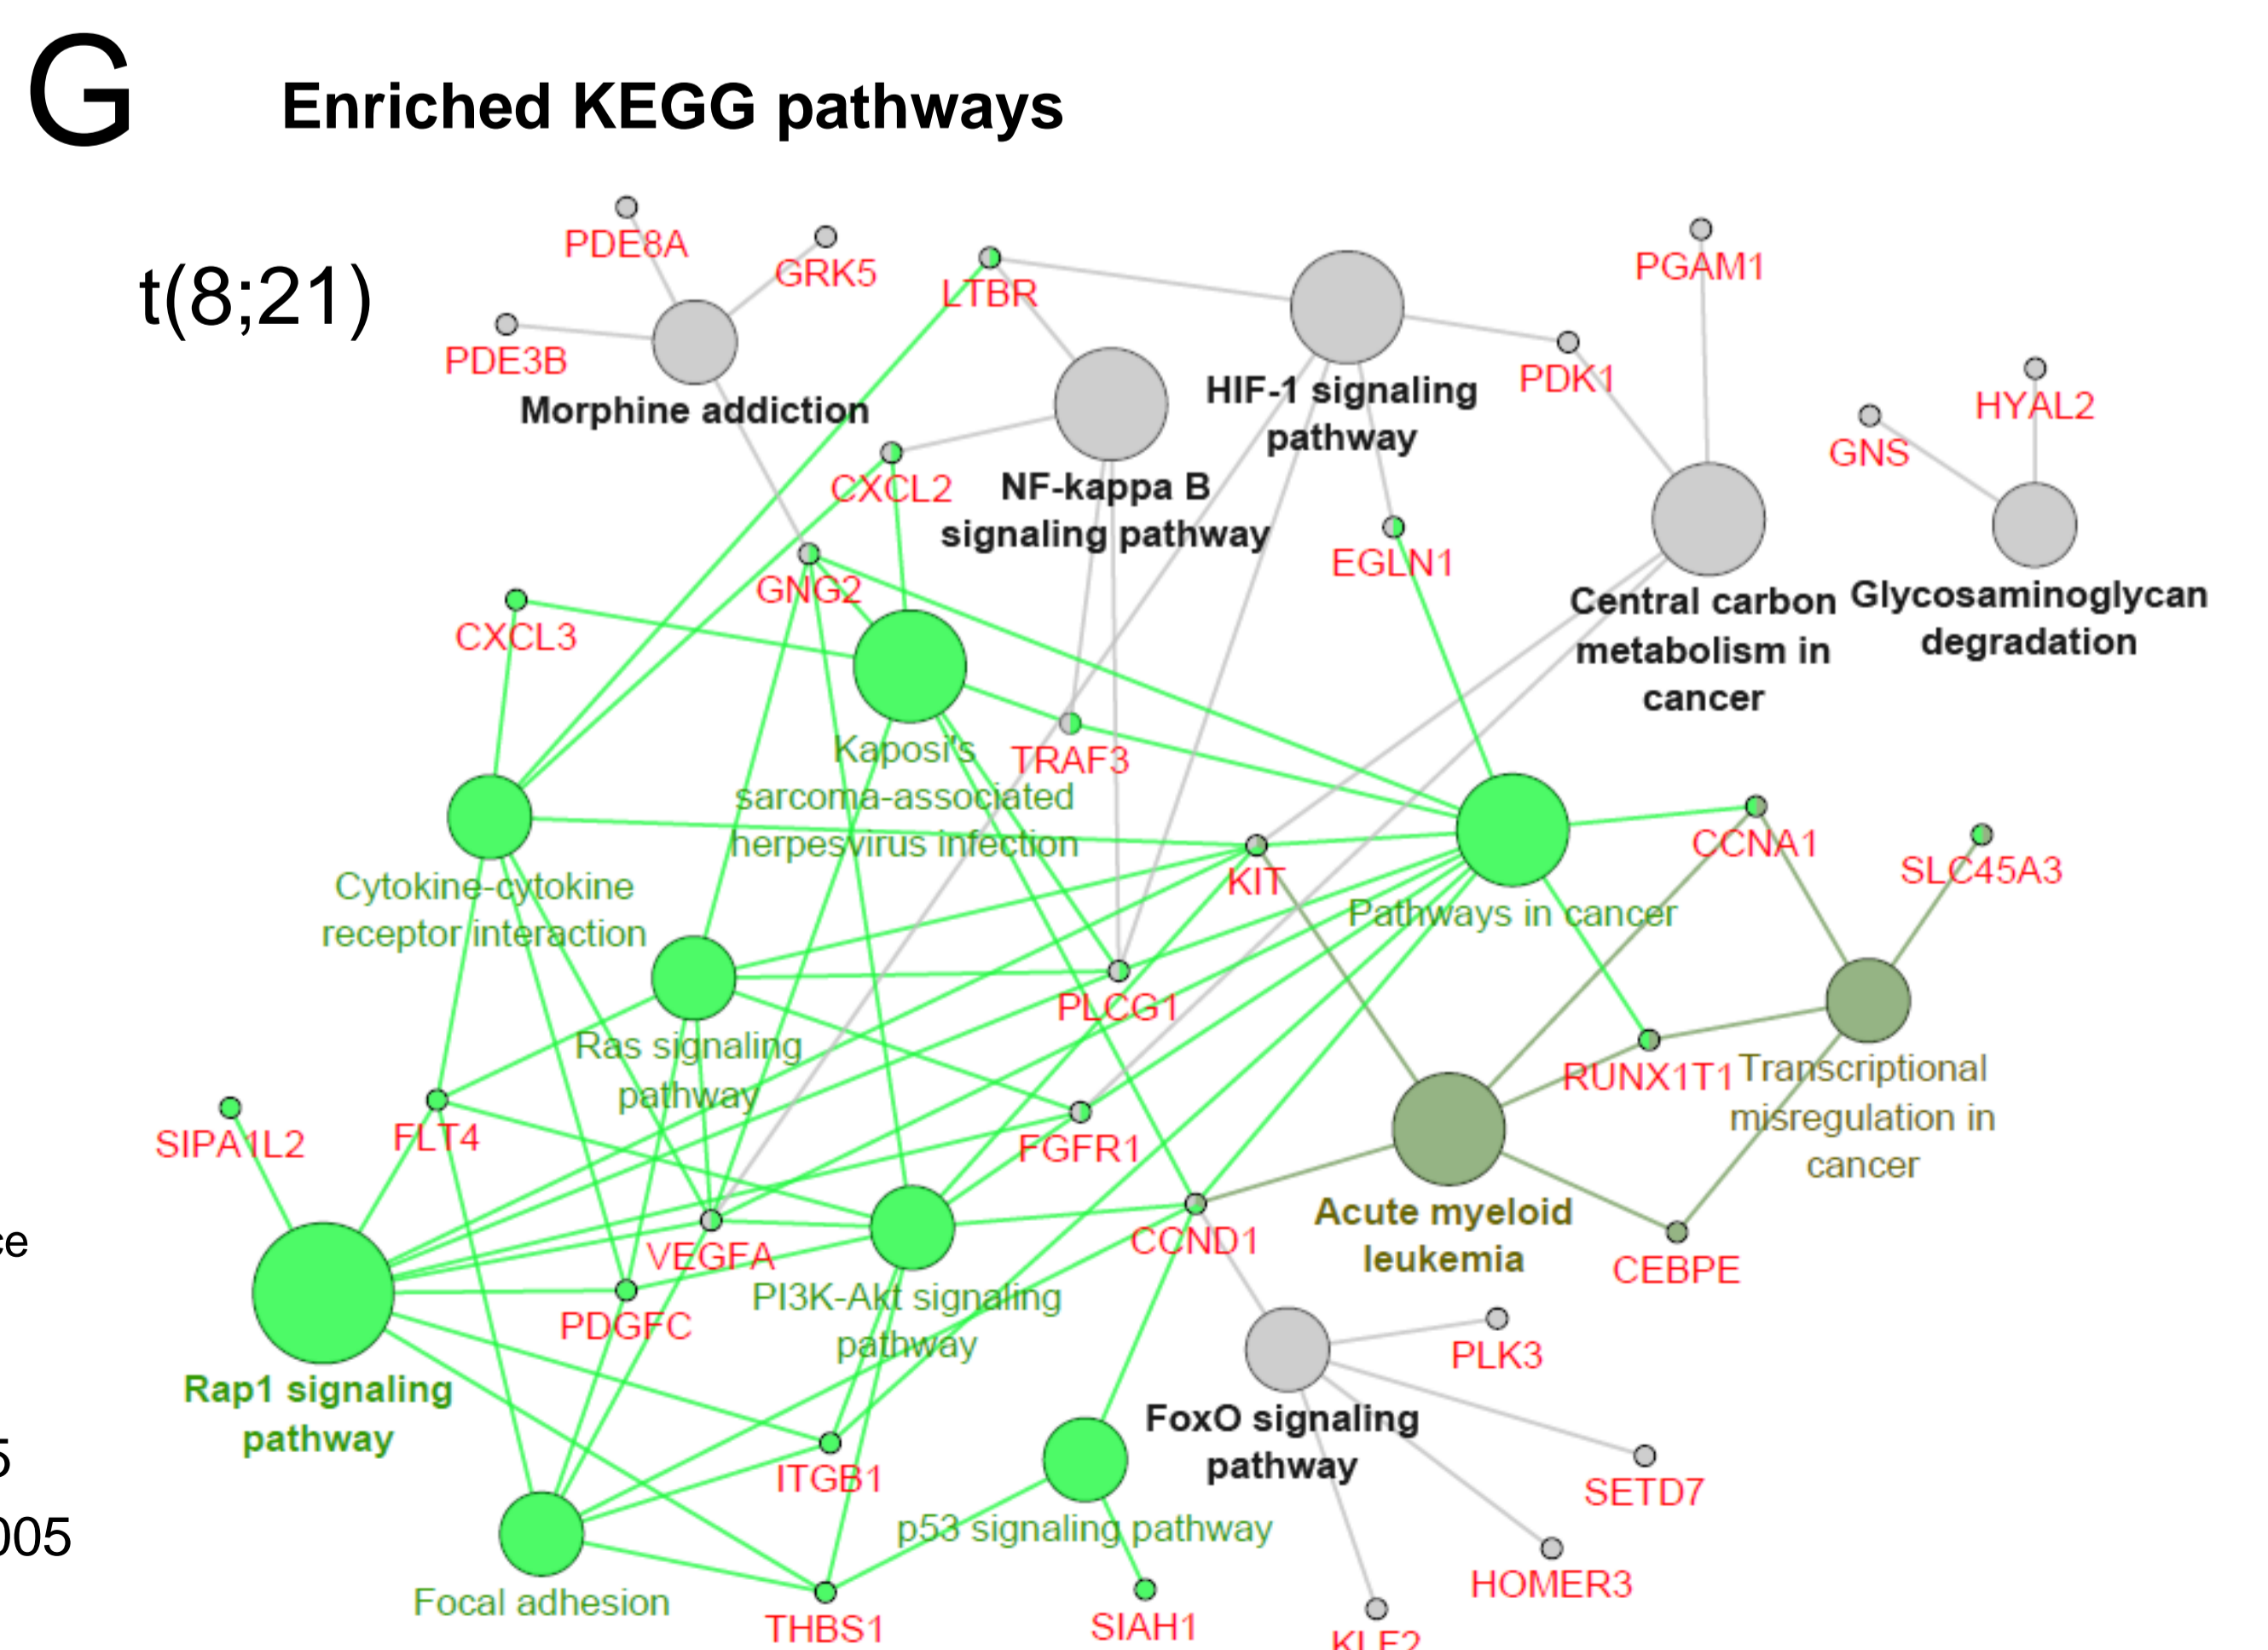 G
Enriched KEGG pathways
t(8;21)
PDE8A
GRK5
PDE3B
Morphine addiction
LTBR
HIF-1 signaling
pathway
PDK1
PGAM1
HYAL2
GNS
CXCL2
NF-kappa B
signaling pathway
EGLN1
GNG2
CXCL3
Central carbon
metabolism in
cancer
Glycosaminoglycan
degradation
Kaposi's
sarcoma-associated
herpesvirus infection
TRAF3
KIT
CCNA1
SLC45A3
Cytokine-cytokine
receptor interaction
Pathways in cancer
PLCG1
Ras signaling
pathway
RUNX1T1
Transcriptional
misregulation in
cancer
SIPA1L2
FLT4
FGFR1
VEGFA
CCND1
Acute myeloid
leukemia
CEBPE
ce
PDGFC
PI3K-Akt signaling
pathway
PLK3
Rap1 signaling
pathway
FoxO signaling
pathway
5
ITGB1
SETD7
005
p53 signaling pathway
Focal adhesion
HOMER3
THBS1
SIAH1
KLF2